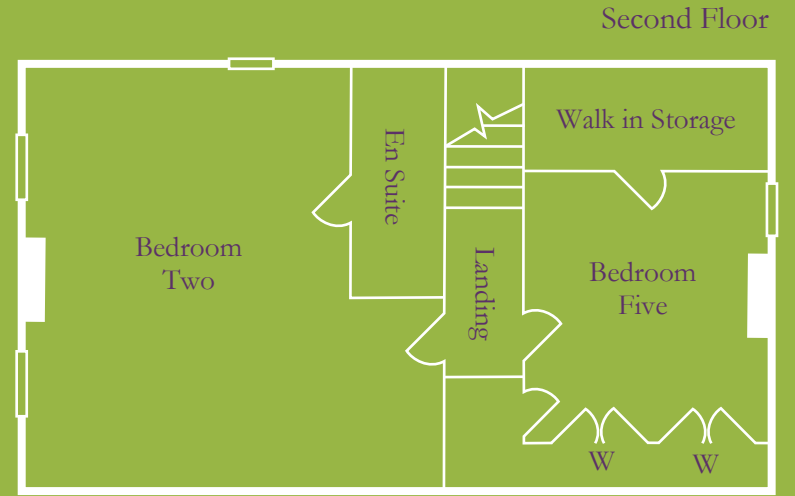 Second Floor
Walk in Storage
En Suite
Bedroom
Two
Landing
Bedroom
Five
W
W